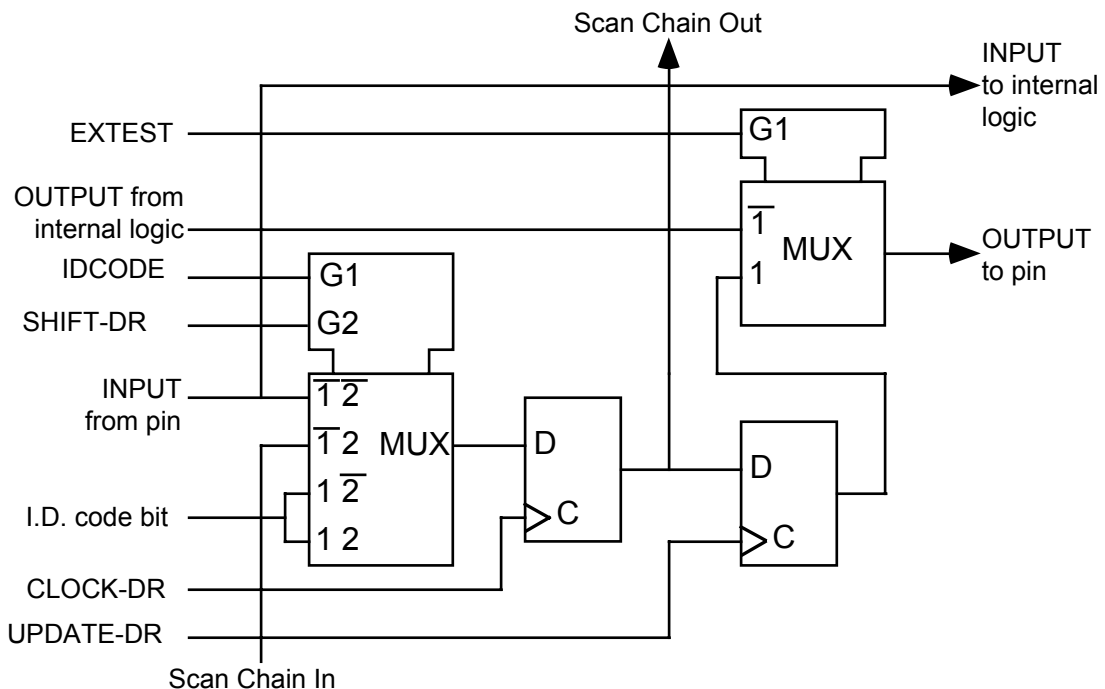 Scan Chain Out
INPUT
to internal
logic
EXTEST
G1
OUTPUT from
internal logic
1̅
MUX
1
OUTPUT
to pin
IDCODE
G1
SHIFT-DR
G2
INPUT
from pin
1̅ 2̅
1̅ 2
MUX
1 2̅
1 2
D
C
D
C
I.D. code bit
CLOCK-DR
UPDATE-DR
Scan Chain In